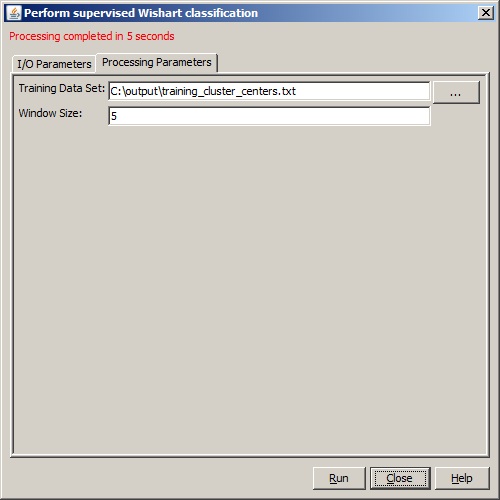 Perform supervised Wishart classification
Processing completed in 5 seconds
I/O Parameters Processing Parameters
Training Data Set: C:\output\training_cluster_centers.txt ...
Window Size: 5
Run Close Help